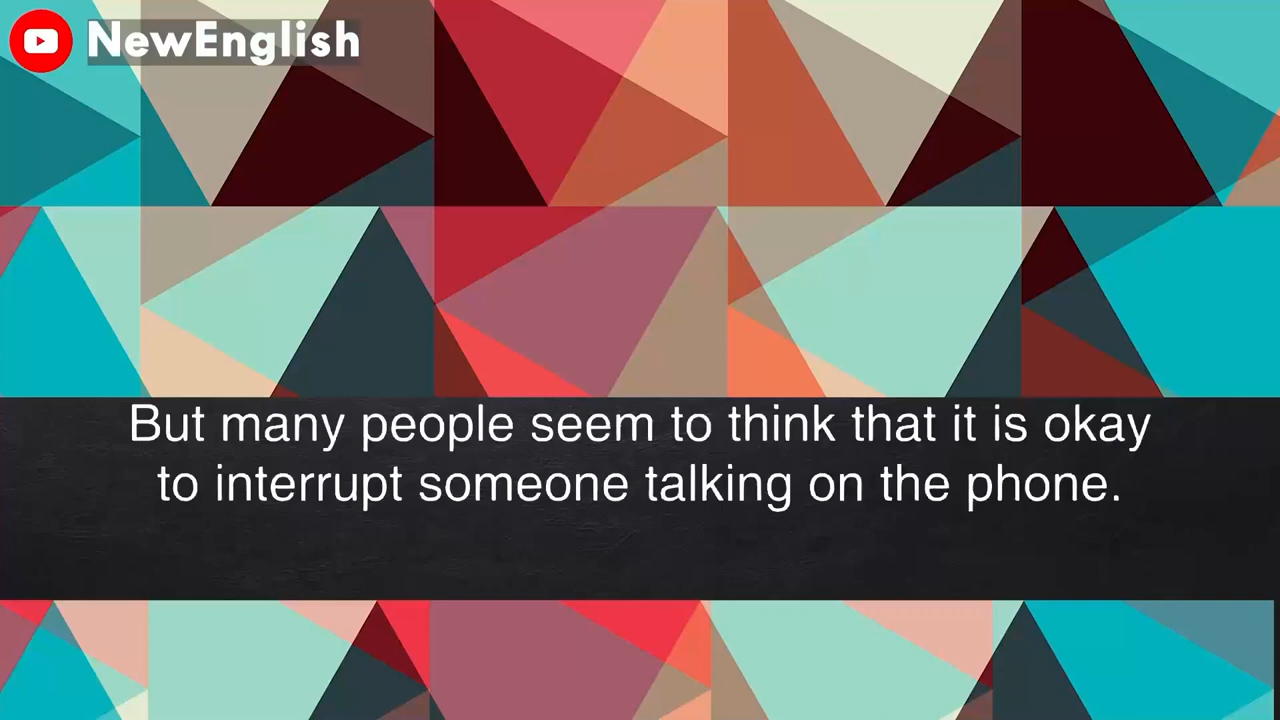 NewEnglish
But many people seem to think that it is okay
to interrupt someone talking on the phone.